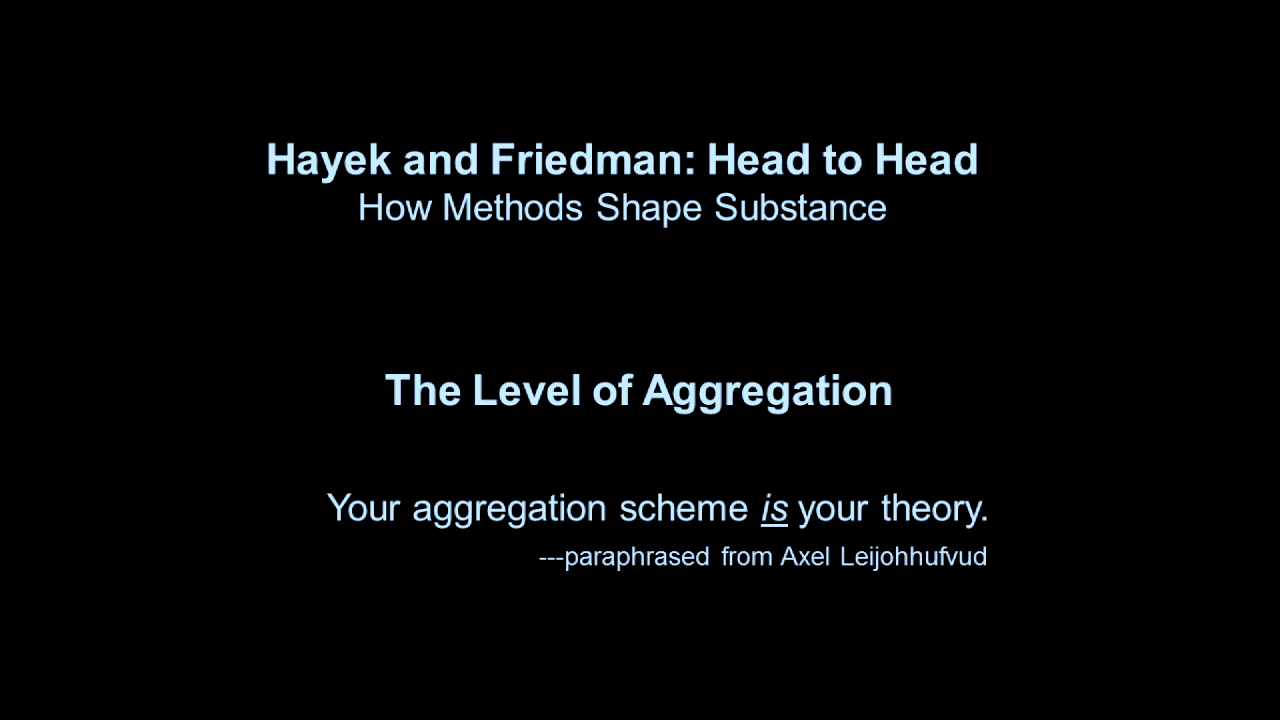 Hayek and Friedman: Head to Head
How Methods Shape Substance
The Level of Aggregation
Your aggregation scheme is your theory.
---paraphrased from Axel Leijohhufvud